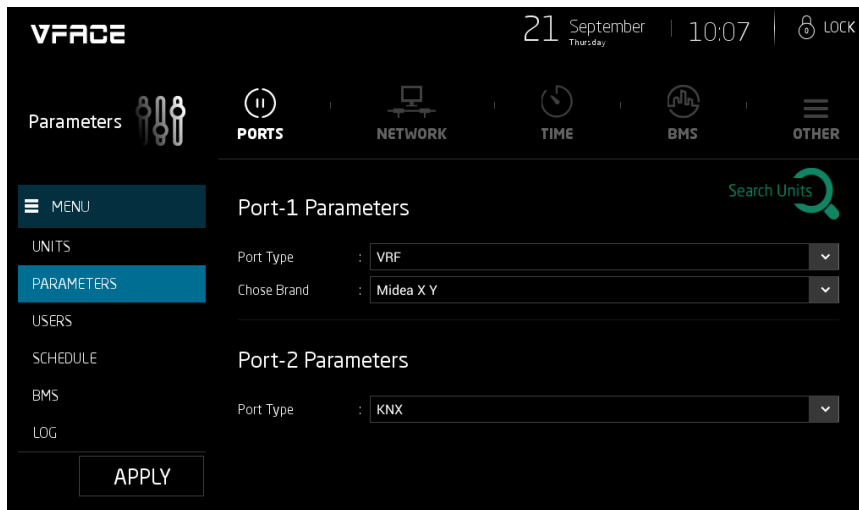 VFACE
21 September Thursday 10:07 LOCK
Parameters
PORTS NETWORK TIME BMS OTHER
Search Units
MENU
UNITS
PARAMETERS
USERS
SCHEDULE
BMS
LOG
APPLY
Port-1 Parameters
Port Type : VRF
Chose Brand : Midea X Y
Port-2 Parameters
Port Type : KNX